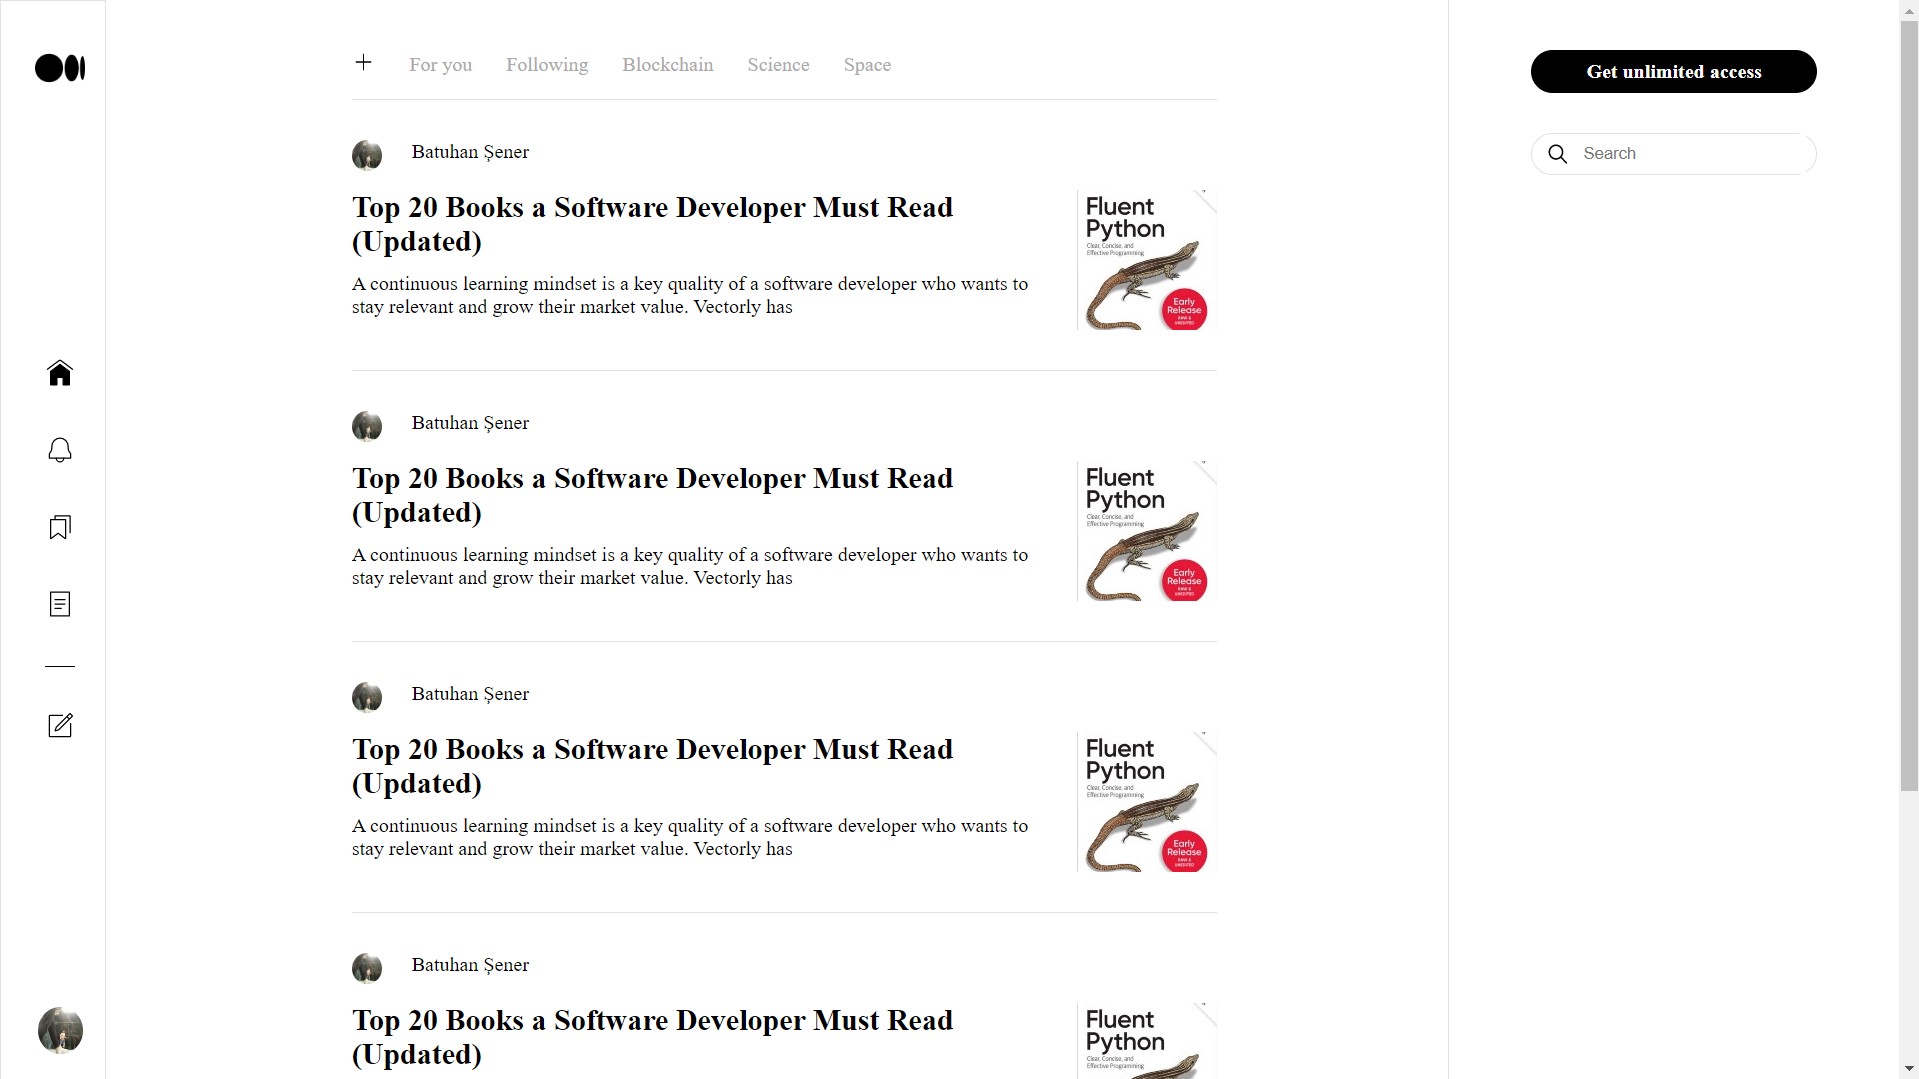 For you Following Blockchain Science Space
Get unlimited access
Search
Batuhan Şener
Top 20 Books a Software Developer Must Read
(Updated)
A continuous learning mindset is a key quality of a software developer who wants to
stay relevant and grow their market value. Vectorly has
Fluent
Python
Clear, Concise, and
Effective Programming
Early
Release
RAW &
UNEDITED
Batuhan Şener
Top 20 Books a Software Developer Must Read
(Updated)
A continuous learning mindset is a key quality of a software developer who wants to
stay relevant and grow their market value. Vectorly has
Fluent
Python
Clear, Concise, and
Effective Programming
Early
Release
RAW &
UNEDITED
Batuhan Şener
Top 20 Books a Software Developer Must Read
(Updated)
A continuous learning mindset is a key quality of a software developer who wants to
stay relevant and grow their market value. Vectorly has
Fluent
Python
Clear, Concise, and
Effective Programming
Early
Release
RAW &
UNEDITED
Batuhan Şener
Top 20 Books a Software Developer Must Read
(Updated)
Fluent
Python
Clear, Concise, and
Effective Programming